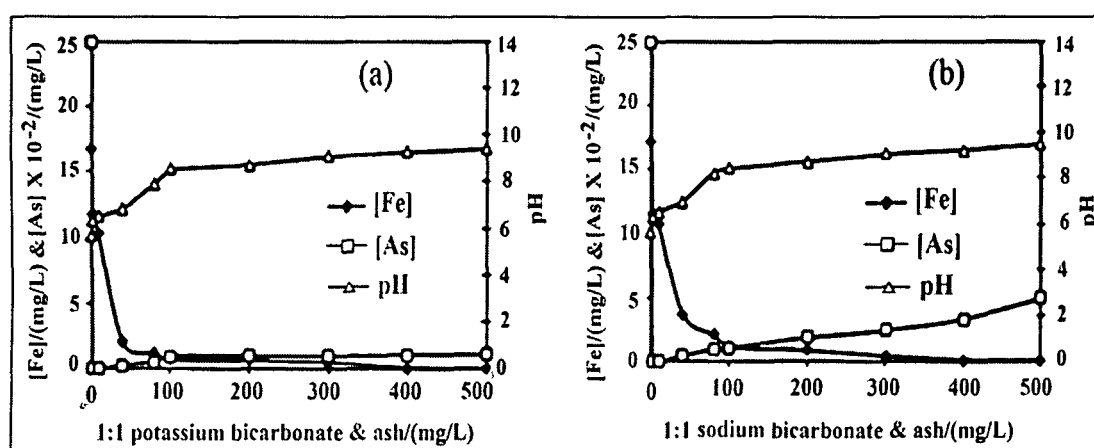 (a)
[Fe]/(mg/L) & [As] X 10⁻²/(mg/L)
25
20
15
10
5
0
14
12
10
8
6
4
2
0
pH
[Fe]
[As]
pH
0 100 200 300 400 500
1:1 potassium bicarbonate & ash/(mg/L)
(b)
[Fe]/(mg/L) & [As] X 10⁻²/(mg/L)
25
20
15
10
5
0
14
12
10
8
6
4
2
0
pH
[Fe]
[As]
pH
0 100 200 300 400 500
1:1 sodium bicarbonate & ash/(mg/L)